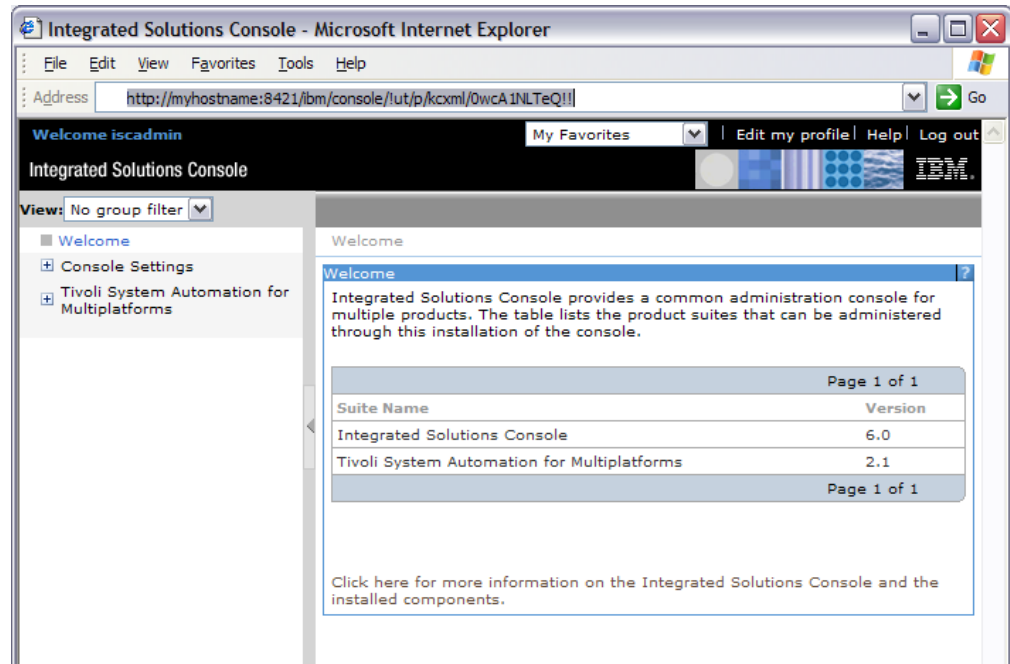 Integrated Solutions Console - Microsoft Internet Explorer
File Edit View Favorites Tools Help
Address http://myhostname:8421/ibm/console/!ut/p/kcxml/0wcA1NLTeQ!! Go
Welcome iscadmin My Favorites Edit my profile Help Log out
Integrated Solutions Console IBM.
View: No group filter
Welcome
Console Settings
Tivoli System Automation for
Multiplatforms
Welcome
Welcome ?
Integrated Solutions Console provides a common administration console for
multiple products. The table lists the product suites that can be administered
through this installation of the console.
Page 1 of 1
Suite Name Version
Integrated Solutions Console 6.0
Tivoli System Automation for Multiplatforms 2.1
Page 1 of 1
Click here for more information on the Integrated Solutions Console and the
installed components.